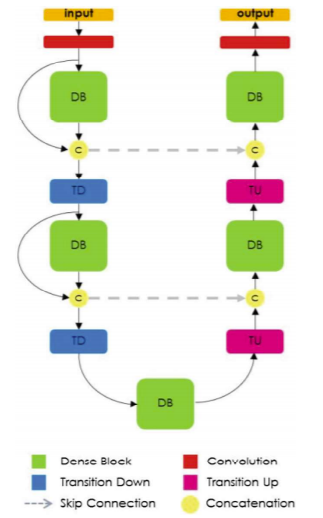 input output
DB DB
C C
TD TU
DB DB
C C
TD TU
DB
Dense Block Convolution
Transition Down Transition Up
Skip Connection C Concatenation